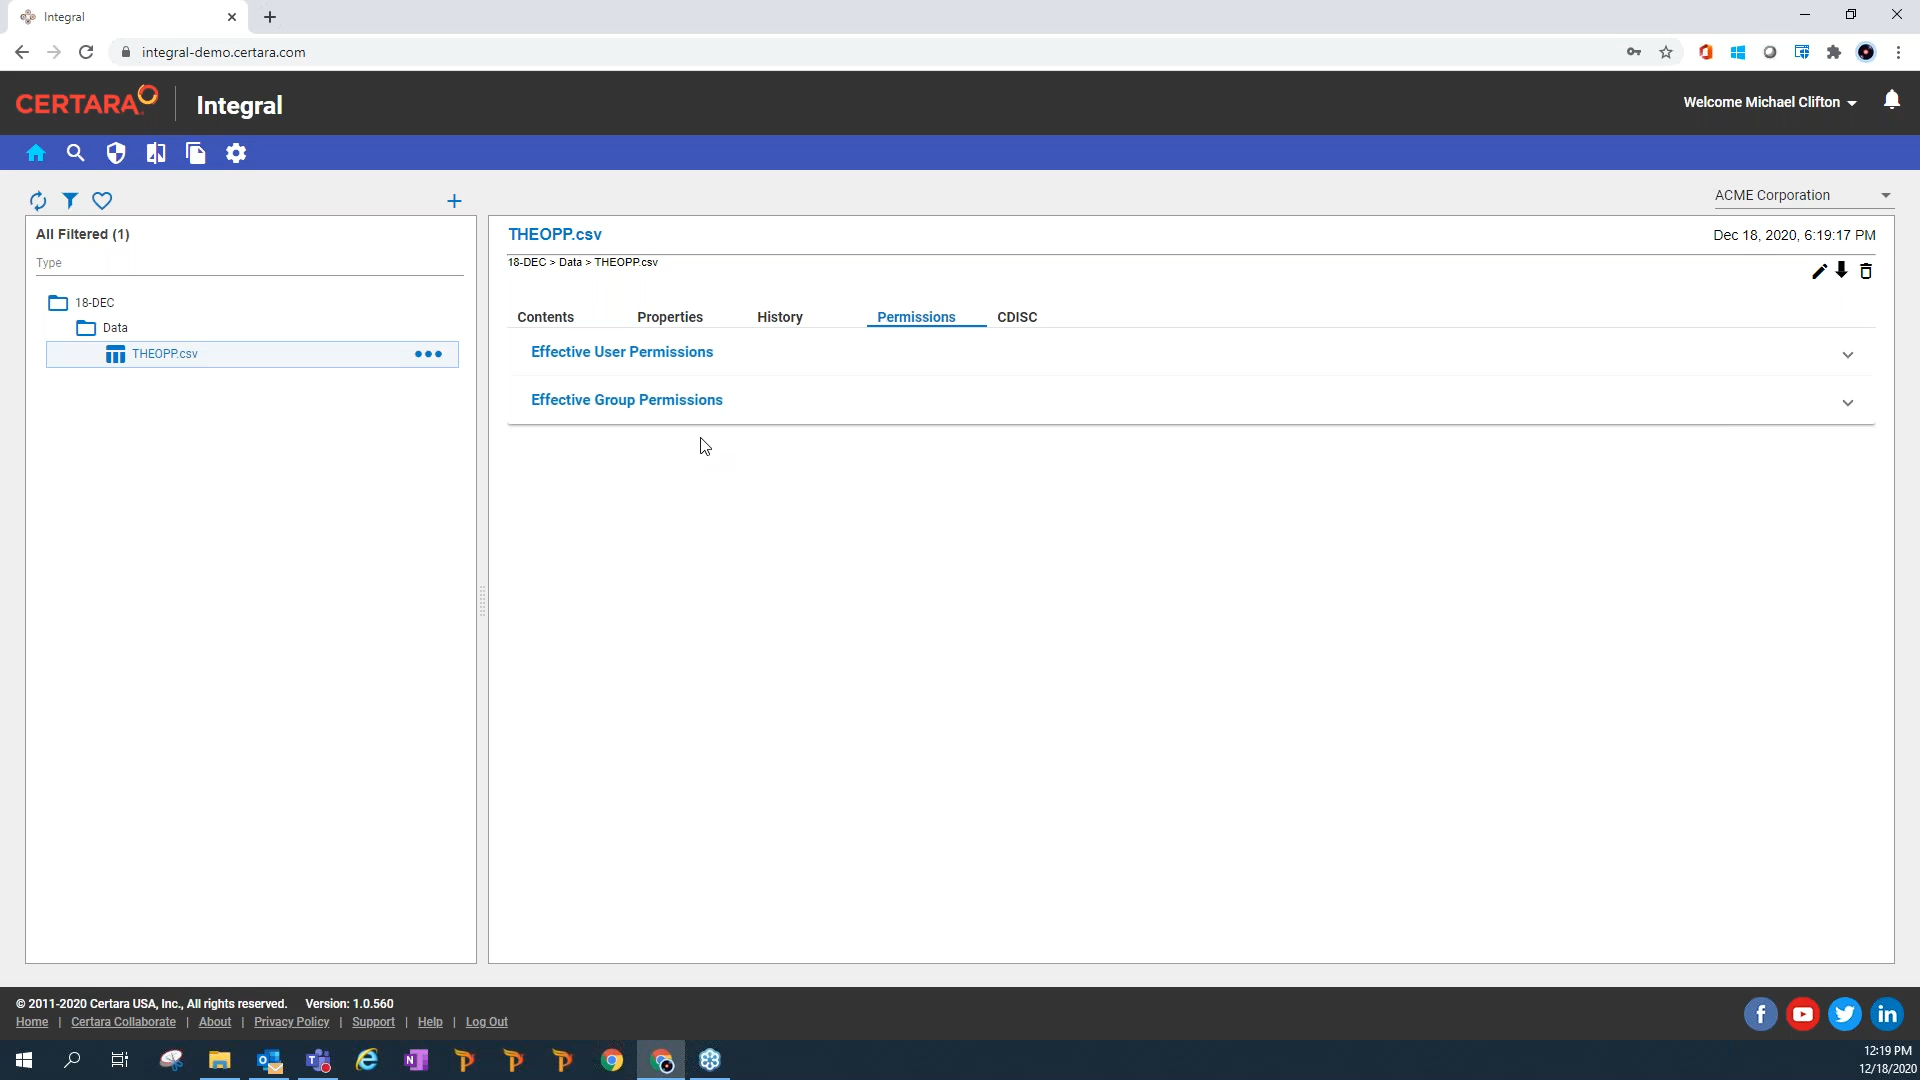 Integral
integral-demo.certara.com
CERTARA
Integral
Welcome Michael Clifton
ACME Corporation
All Filtered (1)
Type
18-DEC
Data
THEOPP.csv
THEOPP.csv
Dec 18, 2020, 6:19:17 PM
18-DEC > Data > THEOPP.csv
Contents Properties History Permissions CDISC
Effective User Permissions
Effective Group Permissions
© 2011-2020 Certara USA, Inc., All rights reserved. Version: 1.0.560
Home | Certara Collaborate | About | Privacy Policy | Support | Help | Log Out
12:19 PM
12/18/2020